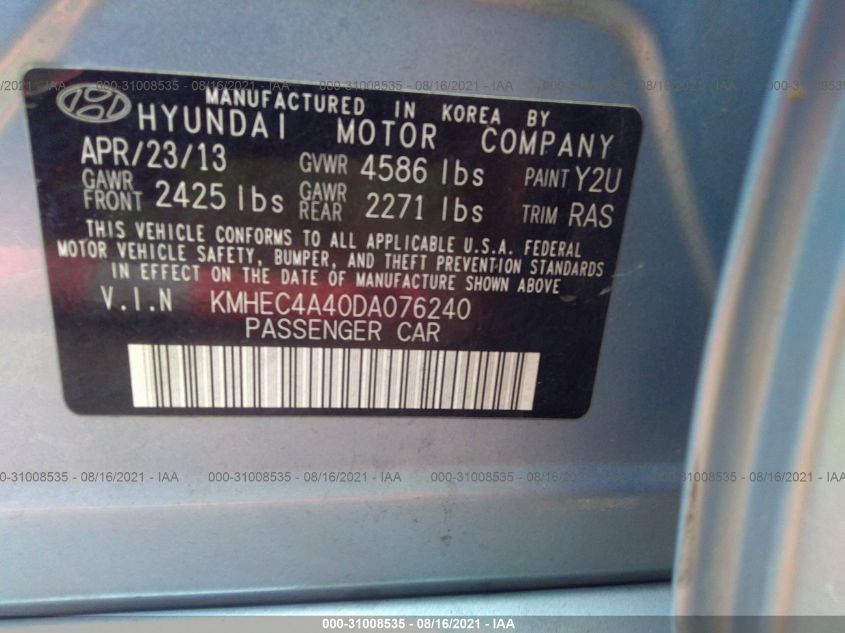 000-31008535 - 08/16/2021 - IAA
MANUFACTURED IN KOREA BY
HYUNDAI MOTOR COMPANY
APR/23/13 GVWR 4586 lbs PAINT Y2U
GAWR FRONT 2425 lbs GAWR REAR 2271 lbs TRIM RAS
THIS VEHICLE CONFORMS TO ALL APPLICABLE U.S.A. FEDERAL
MOTOR VEHICLE SAFETY, BUMPER, AND THEFT PREVENTION STANDARDS
IN EFFECT ON THE DATE OF MANUFACTURE SHOWN ABOVE
V.I.N KMHEC4A40DA076240
PASSENGER CAR
000-31008535 - 08/16/2021 - IAA
000-31008535 - 08/16/2021 - IAA